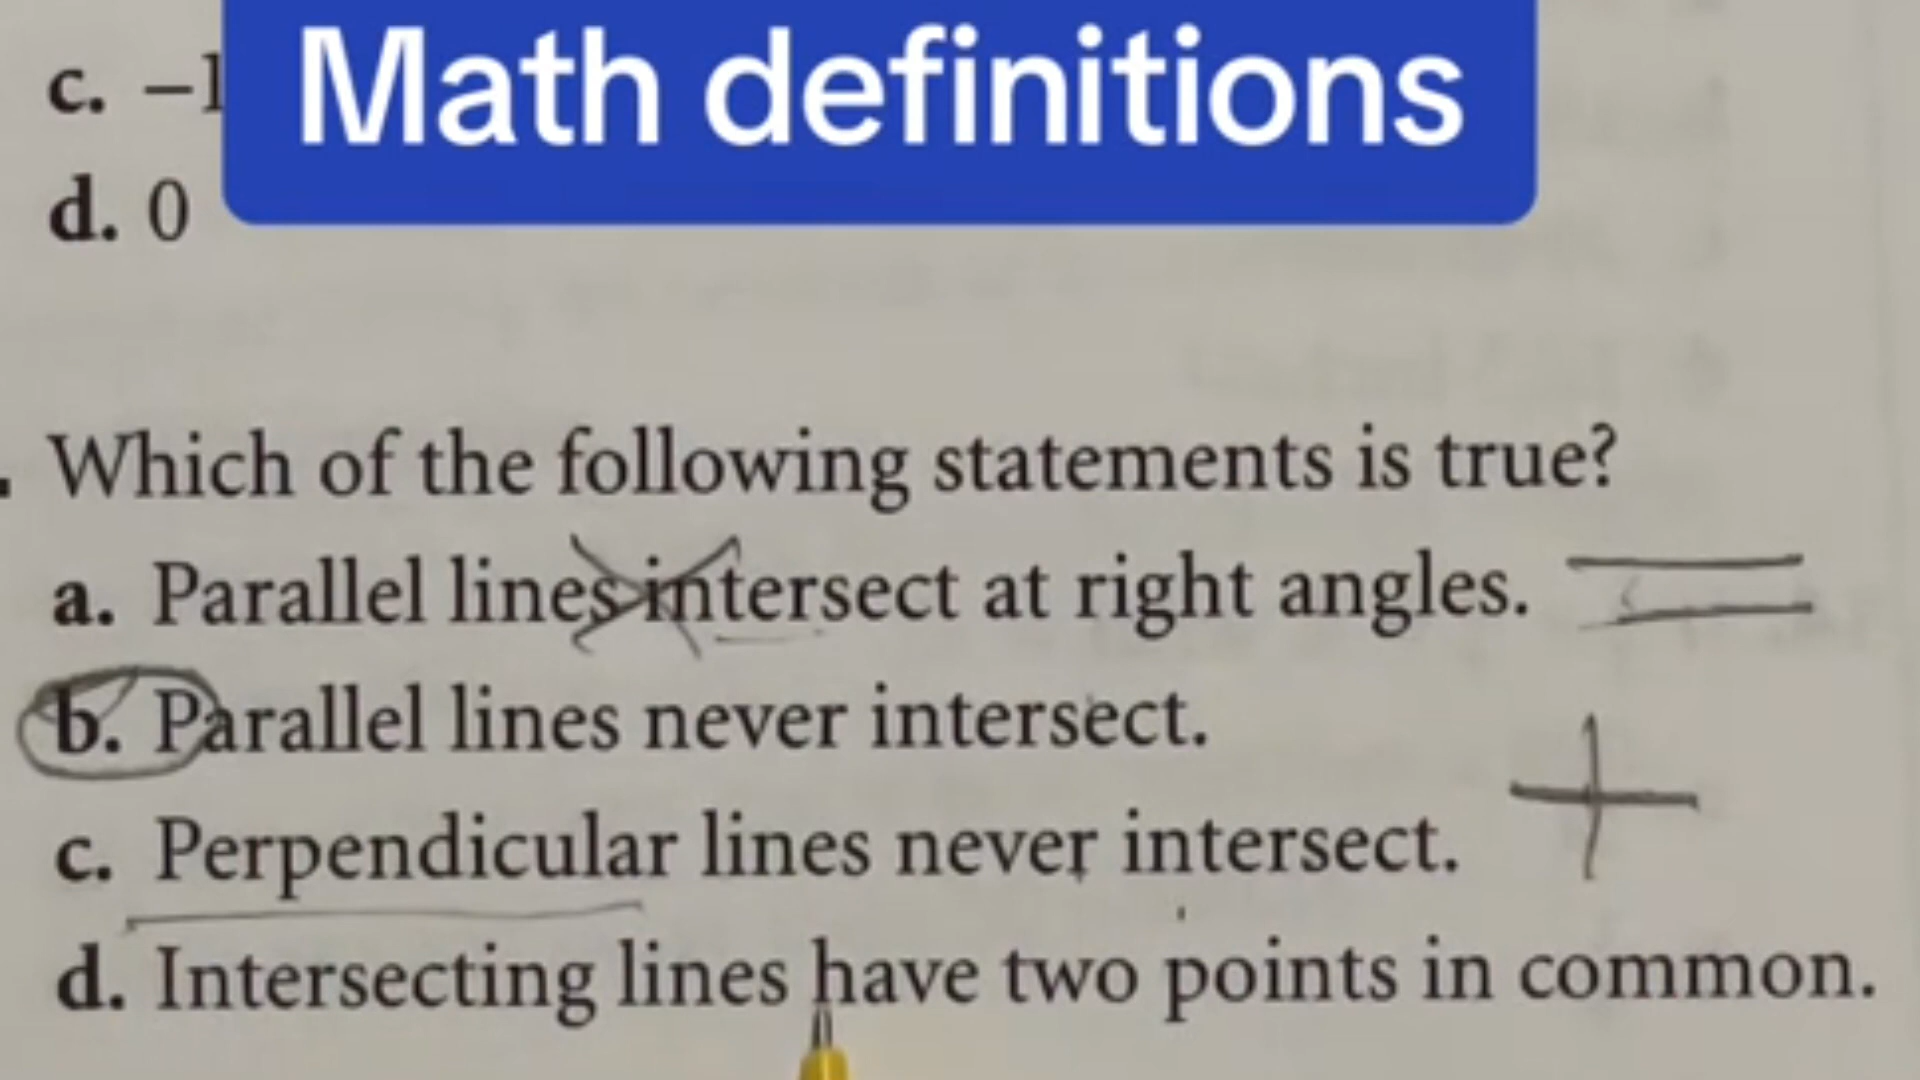 Math definitions
c. –1
d. 0
. Which of the following statements is true?
a. Parallel lines intersect at right angles.
b. Parallel lines never intersect.
c. Perpendicular lines never intersect.
d. Intersecting lines have two points in common.